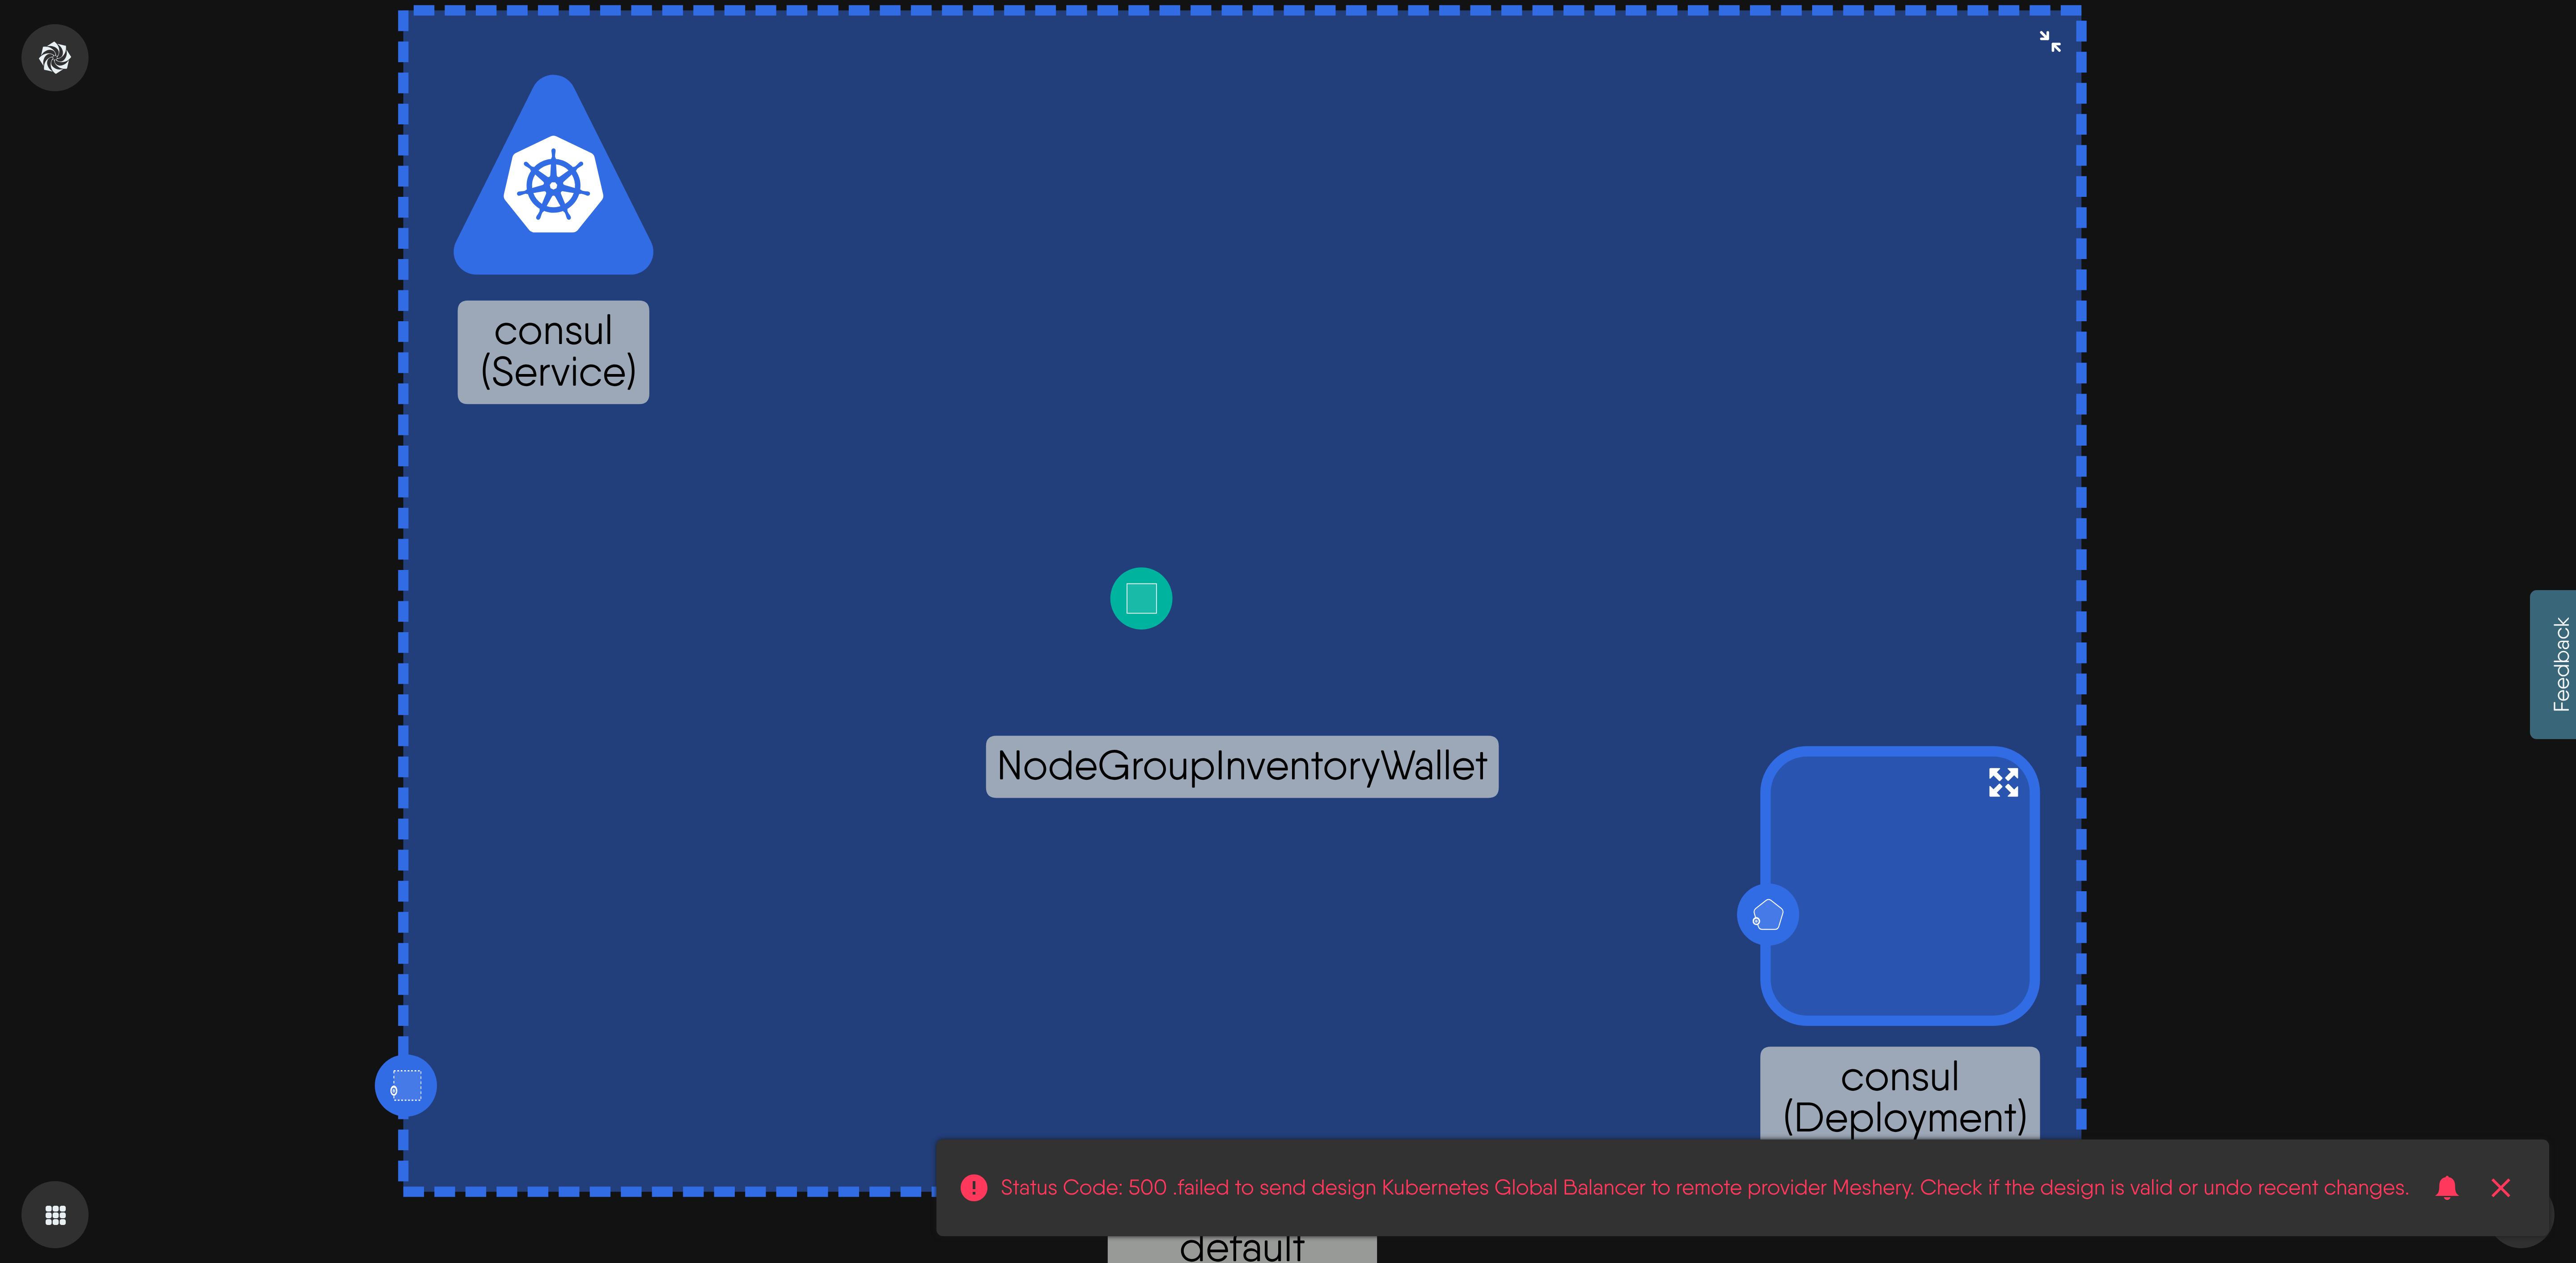 consul
(Service)
NodeGroupInventoryWallet
Feedback
consul
(Deployment)
Status Code: 500 .failed to send design Kubernetes Global Balancer to remote provider Meshery. Check if the design is valid or undo recent changes.
default